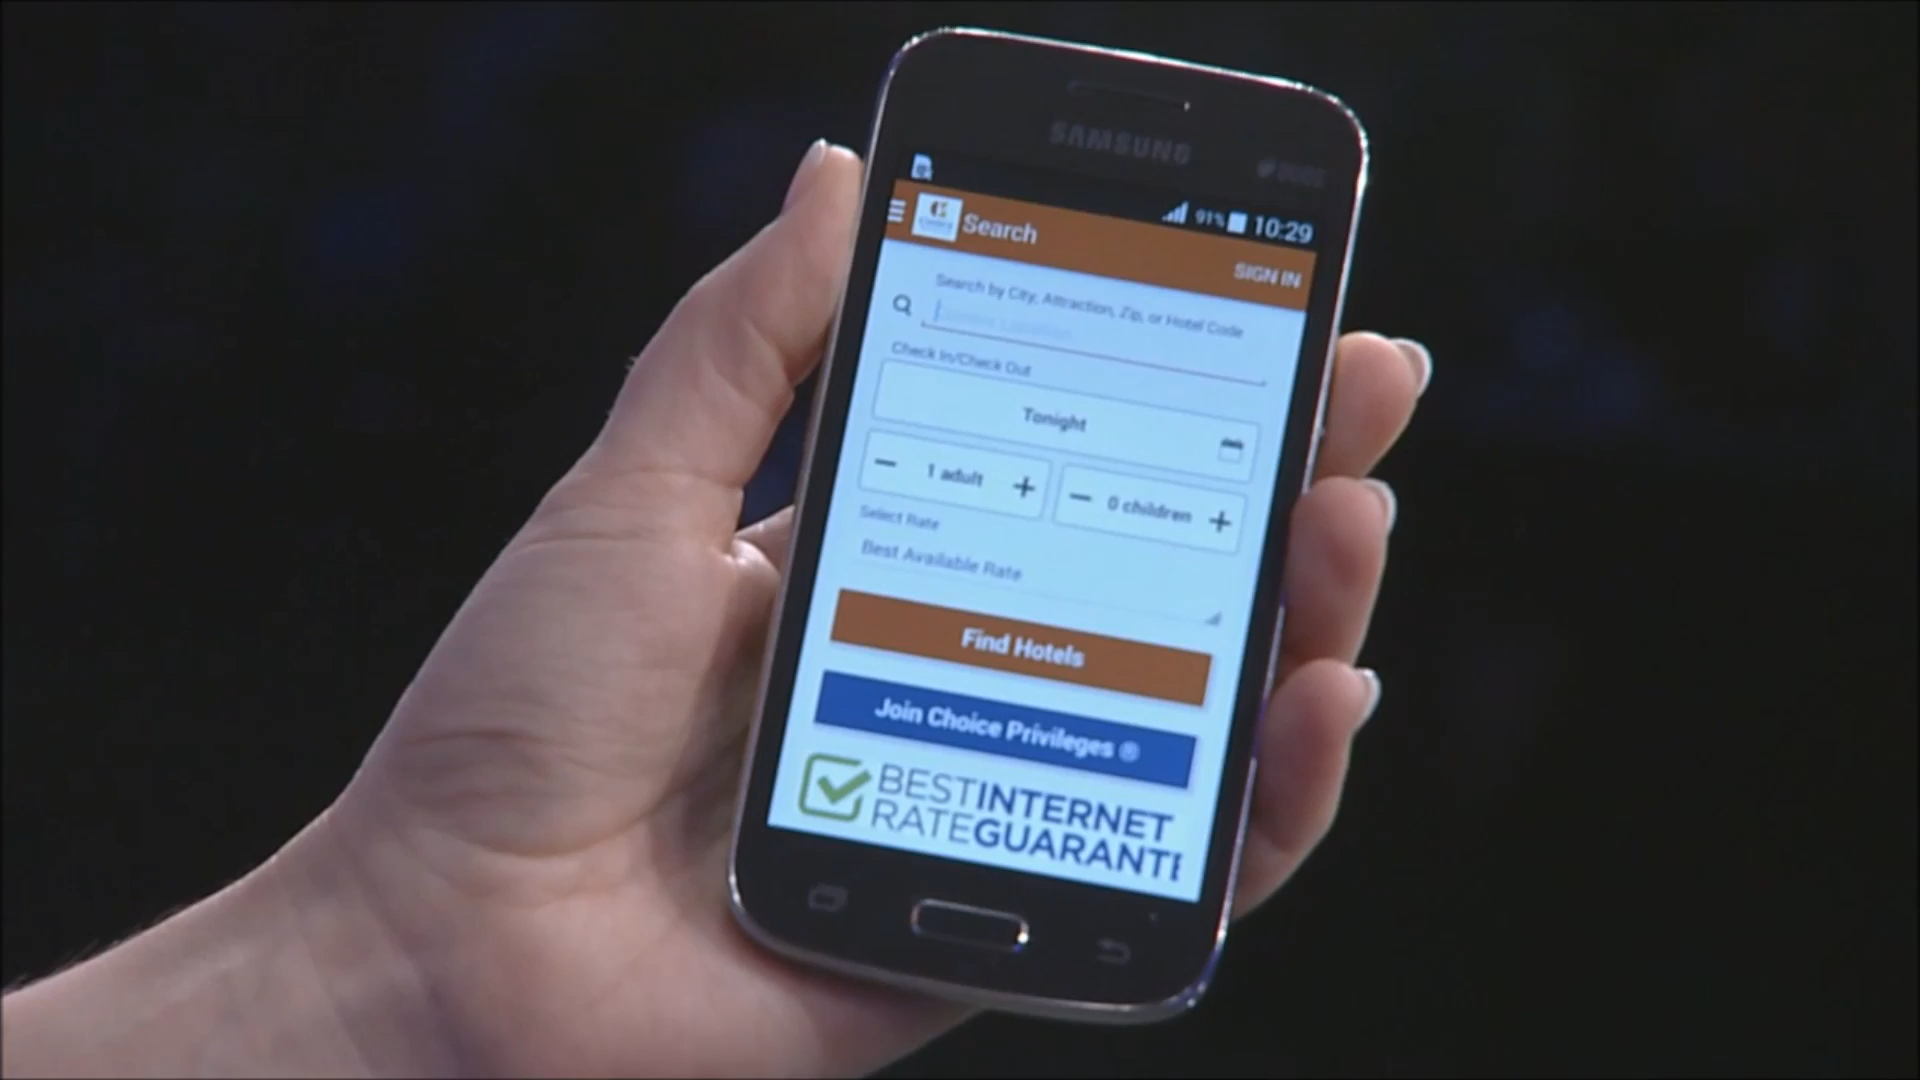 SAMSUNG
91% 10:29
Search
SIGN IN
Search by City, Attraction, Zip, or Hotel Code
Check In/Check Out
Tonight
1 adult
0 children
Select Rate
Best Available Rate
Find Hotels
Join Choice Privileges ®
BESTINTERNET
RATEGUARANTE